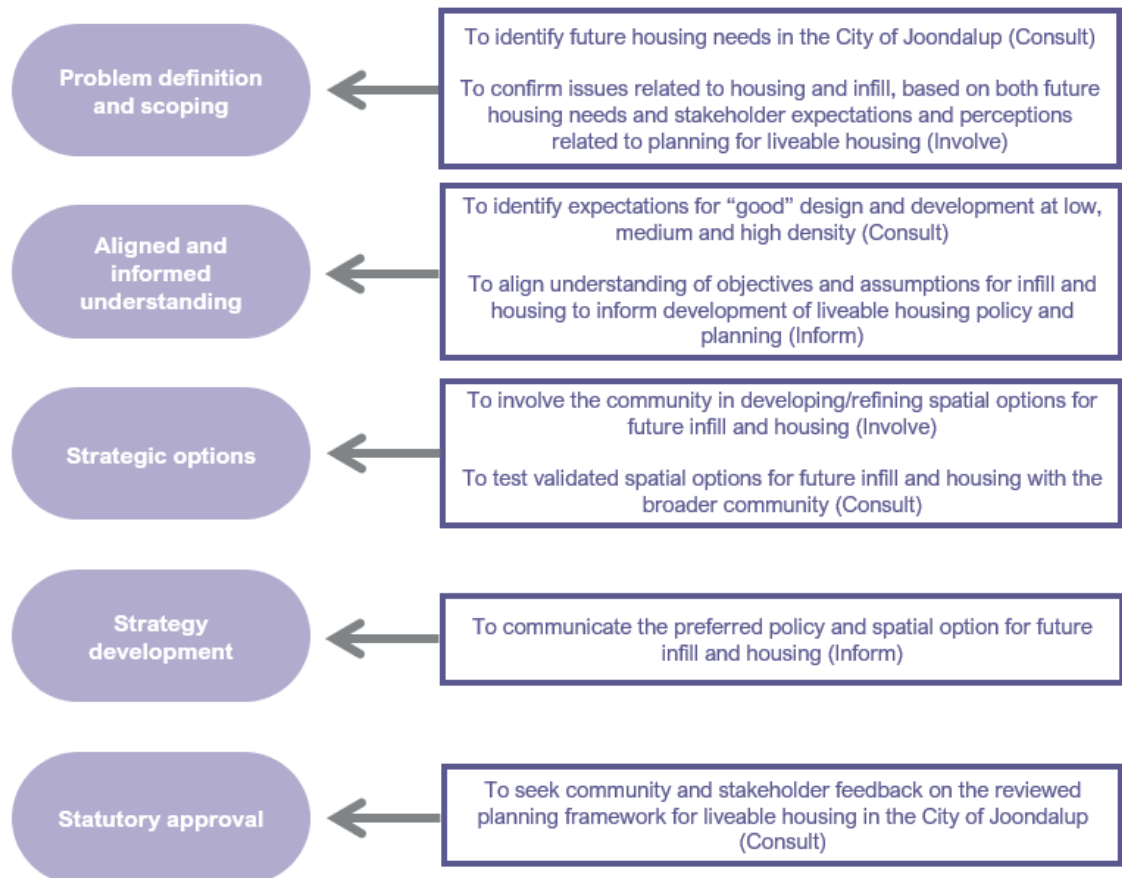 Problem definition
and scoping
To identify future housing needs in the City of Joondalup (Consult)
To confirm issues related to housing and infill, based on both future
housing needs and stakeholder expectations and perceptions
related to planning for liveable housing (Involve)
Aligned and
informed
understanding
To identify expectations for “good” design and development at low,
medium and high density (Consult)
To align understanding of objectives and assumptions for infill and
housing to inform development of liveable housing policy and
planning (Inform)
Strategic options
To involve the community in developing/refining spatial options for
future infill and housing (Involve)
To test validated spatial options for future infill and housing with the
broader community (Consult)
Strategy
development
To communicate the preferred policy and spatial option for future
infill and housing (Inform)
Statutory approval
To seek community and stakeholder feedback on the reviewed
planning framework for liveable housing in the City of Joondalup
(Consult)